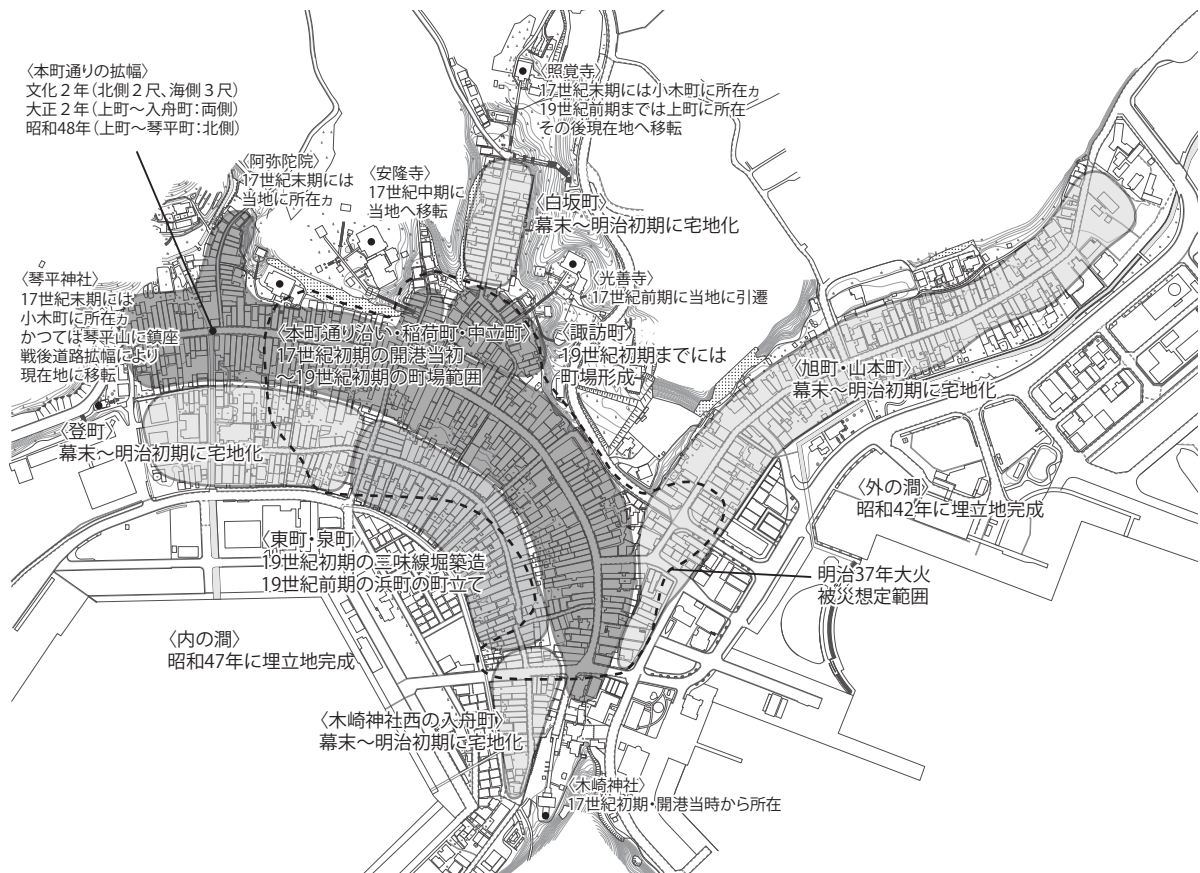 〈本町通りの拡幅〉
文化２年（北側２尺、海側３尺）
大正２年（上町～入舟町：両側）
昭和48年（上町～琴平町：北側）
〈照覚寺〉
17世紀末期には小木町に所在ヵ
19世紀前期までは上町に所在
その後現在地へ移転
〈阿弥陀院〉
17世紀末期には
当地に所在ヵ
〈安隆寺〉
17世紀中期に
当地へ移転
〈白坂町〉
幕末～明治初期に宅地化
〈光善寺〉
17世紀前期に当地に引遷
〈琴平神社〉
17世紀末期には
小木町に所在ヵ
かつては琴平山に鎮座
戦後道路拡幅により
現在地に移転
〈本町通り沿い・稲荷町・中立町〉
17世紀初期の開港当初
～19世紀初期の町場範囲
〈諏訪町〉
19世紀初期までには
町場形成
〈旭町・山本町〉
幕末～明治初期に宅地化
〈登町〉
幕末～明治初期に宅地化
〈外の澗〉
昭和42年に埋立地完成
〈東町・泉町〉
19世紀初期の三味線堀築造
19世紀前期の浜町の町立て
明治37年大火
被災想定範囲
〈内の澗〉
昭和47年に埋立地完成
〈木崎神社西の入舟町〉
幕末～明治初期に宅地化
〈木崎神社〉
17世紀初期・開港当時から所在